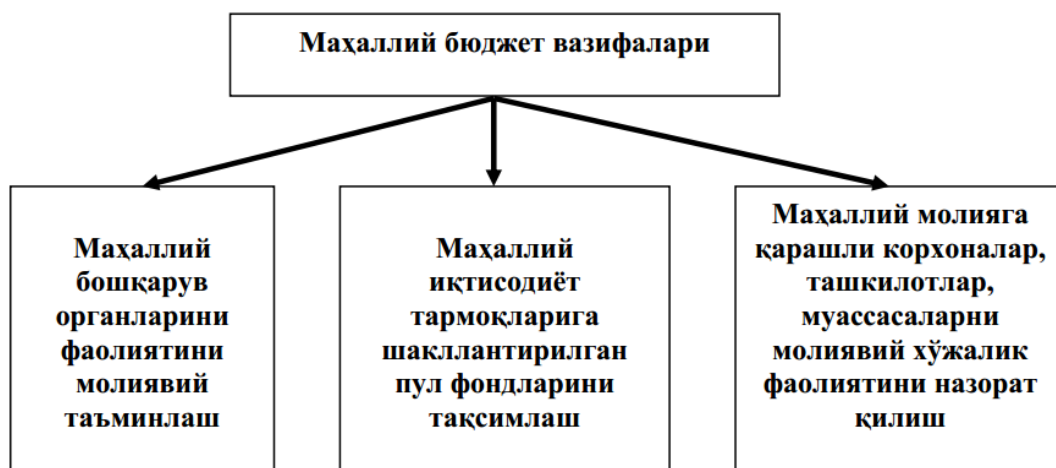 Маҳаллий бюджет вазифалари
Маҳаллий
бошқарув
органларини
фаолиятини
молиявий
таъминлаш
Маҳаллий
иқтисодиёт
тармоқларига
шакллантирилган
пул фондларини
тақсимлаш
Маҳаллий молияга
қарашли корхоналар,
ташкилотлар,
муассасаларни
молиявий хўжалик
фаолиятини назорат
қилиш